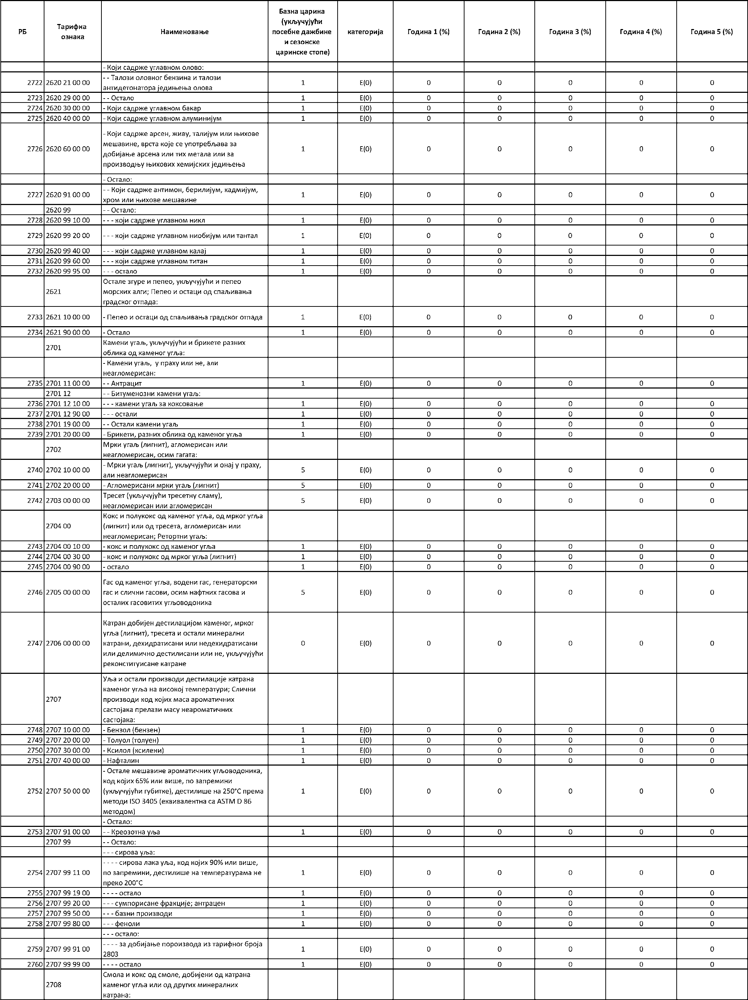 РБ Тарифна ознака Наименовање Базна царина (укључујући посебне дажбине и сезонске царинске стопе) категорија Година 1 (%) Година 2 (%) Година 3 (%) Година 4 (%) Година 5 (%)
- Који садрже углавном олово:
2722 2620 21 00 00 - - Талози оловног бензина и талози
антидетонатора једињења олова 1 E(0) 0 0 0 0 0
2723 2620 29 00 00 - - Остало 1 E(0) 0 0 0 0 0
2724 2620 30 00 00 - Који садрже углавном бакар 1 E(0) 0 0 0 0 0
2725 2620 40 00 00 - Који садрже углавном алуминијум 1 E(0) 0 0 0 0 0
2726 2620 60 00 00 - Који садрже арсен, живу, талијум или њихове
мешавине, врста које се употребљава за
добијање арсена или тих метала или за
производњу њихових хемијских једињења 1 E(0) 0 0 0 0 0
- Остало:
2727 2620 91 00 00 - - Који садрже антимон, берилијум, кадмијум,
хром или њихове мешавине 1 E(0) 0 0 0 0 0
2620 99 - - Остало:
2728 2620 99 10 00 - - - који садрже углавном никл 1 E(0) 0 0 0 0 0
2729 2620 99 20 00 - - - који садрже углавном ниобијум или тантал 1 E(0) 0 0 0 0 0
2730 2620 99 40 00 - - - који садрже углавном калај 1 E(0) 0 0 0 0 0
2731 2620 99 60 00 - - - који садрже углавном титан 1 E(0) 0 0 0 0 0
2732 2620 99 95 00 - - - остало 1 E(0) 0 0 0 0 0
2621 Остале згуре и пепео, укључујући и пепео
морских алги; Пепео и остаци од спаљивања
градског отпада:
2733 2621 10 00 00 - Пепео и остаци од спаљивања градског отпада 1 E(0) 0 0 0 0 0
2734 2621 90 00 00 - Остало 1 E(0) 0 0 0 0 0
2701 Камени угаљ, укључујући и брикете разних
облика од каменог угља:
- Камени угаљ, у праху или не, али
неагломерисан:
2735 2701 11 00 00 - - Антрацит 1 E(0) 0 0 0 0 0
2701 12 - - Битуменозни камени угаљ:
2736 2701 12 10 00 - - - камени угаљ за коксовање 1 E(0) 0 0 0 0 0
2737 2701 12 90 00 - - - остали 1 E(0) 0 0 0 0 0
2738 2701 19 00 00 - - Остали камени угаљ 1 E(0) 0 0 0 0 0
2739 2701 20 00 00 - Брикети, разних облика од каменог угља 1 E(0) 0 0 0 0 0
2702 Мрки угаљ (лигнит), агломерисан или
неагломерисан, осим гагата:
2740 2702 10 00 00 - Мрки угаљ (лигнит), укључујући и онај у праху,
али неагломерисан 5 E(0) 0 0 0 0 0
2741 2702 20 00 00 - Агломерисани мрки угаљ (лигнит) 5 E(0) 0 0 0 0 0
2742 2703 00 00 00 Тресет (укључујући тресетну сламу),
неагломерисан или агломерисан 5 E(0) 0 0 0 0 0
2704 00 Кокс и полукокс од каменог угља, од мрког угља
(лигнит) или од тресета, агломерисан или
неагломерисан; Ретортни угаљ:
2743 2704 00 10 00 - кокс и полукокс од каменог угља 1 E(0) 0 0 0 0 0
2744 2704 00 30 00 - кокс и полукокс од мрког угља (лигнит) 1 E(0) 0 0 0 0 0
2745 2704 00 90 00 - остало 1 E(0) 0 0 0 0 0
2746 2705 00 00 00 Гас од каменог угља, водени гас, генераторски
гас и слични гасови, осим нафтних гасова и
осталих гасовитих угљоводоника 5 E(0) 0 0 0 0 0
2747 2706 00 00 00 Катран добијен дестилацијом каменог, мрког
угља (лигнит), тресета и остали минерални
катрани, дехидратисани или недехидратисани
или делимично дестилисани или не, укључујући
реконституисане катране 0 E(0) 0 0 0 0 0
2707 Уља и остали производи дестилације катрана
каменог угља на високој температури; Слични
производи код којих маса ароматичних
састојака прелази масу неароматичних
састојака:
2748 2707 10 00 00 - Бензол (бензен) 1 E(0) 0 0 0 0 0
2749 2707 20 00 00 - Толуол (толуен) 1 E(0) 0 0 0 0 0
2750 2707 30 00 00 - Ксилол (ксилени) 1 E(0) 0 0 0 0 0
2751 2707 40 00 00 - Нафталин 1 E(0) 0 0 0 0 0
2752 2707 50 00 00 - Остале мешавине ароматичних угљоводоника,
код којих 65% или више, по запремини
(укључујући губитке), дестилише на 250°C према
методи ISO 3405 (еквивалентна са ASTM D 86
методом) 1 E(0) 0 0 0 0 0
- Остало:
2753 2707 91 00 00 - - Креозотна уља 1 E(0) 0 0 0 0 0
2707 99 - - Остало:
- - - сирова уља:
2754 2707 99 11 00 - - - - сирова лака уља, код којих 90% или више,
по запремини, дестилише на температурама не
преко 200°C 1 E(0) 0 0 0 0 0
2755 2707 99 19 00 - - - - остало 1 E(0) 0 0 0 0 0
2756 2707 99 20 00 - - - сумпорисане фракције; антрацен 1 E(0) 0 0 0 0 0
2757 2707 99 50 00 - - - базни производи 1 E(0) 0 0 0 0 0
2758 2707 99 80 00 - - - феноли 1 E(0) 0 0 0 0 0
- - - остало:
2759 2707 99 91 00 - - - - за добијање пороизвода из тарифног броја
2803 1 E(0) 0 0 0 0 0
2760 2707 99 99 00 - - - - остало 1 E(0) 0 0 0 0 0
2708 Смола и кокс од смоле, добијени од катрана
каменог угља или од других минералних
катрана: